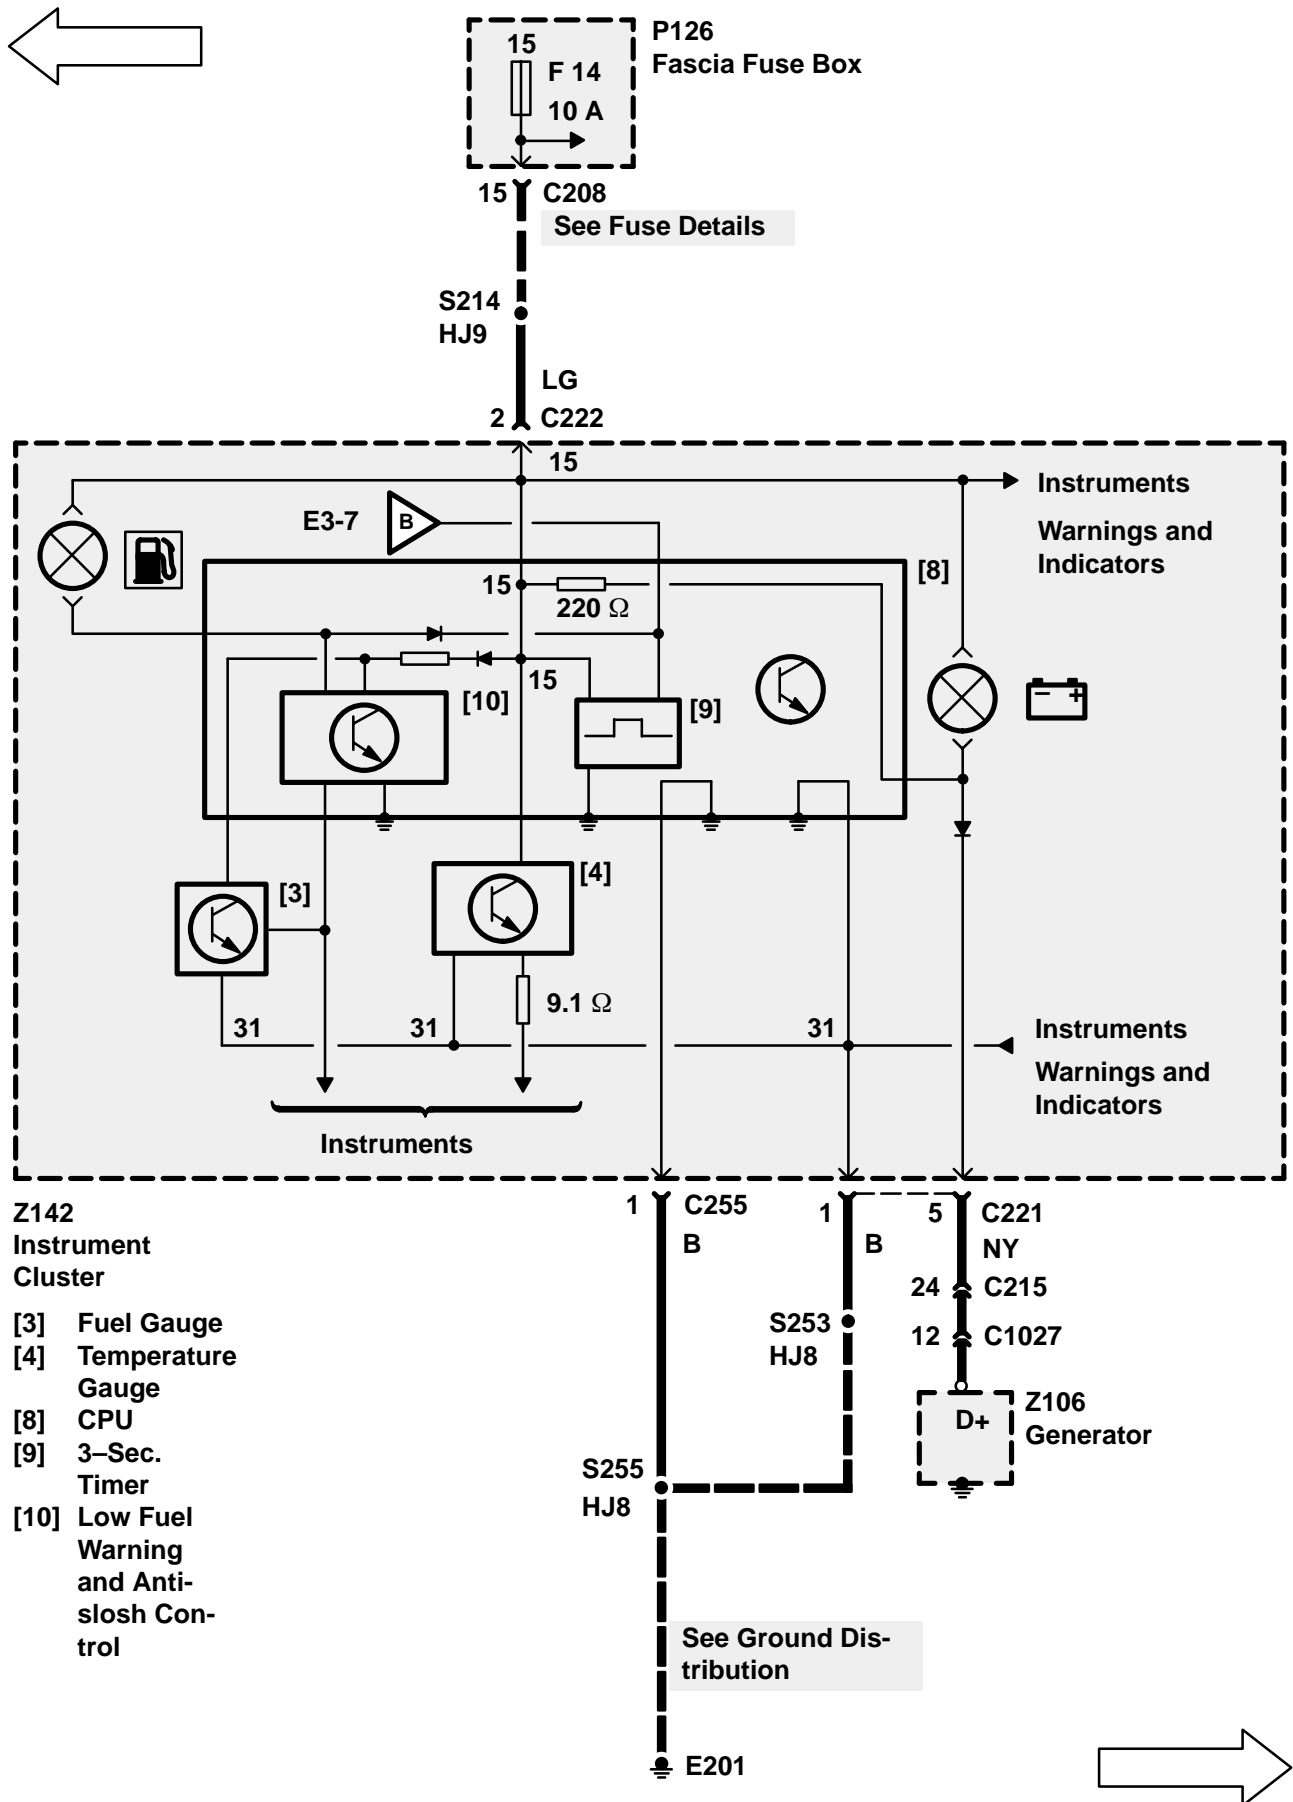 15
F 14
10 A
P126
Fascia Fuse Box
15 C208
See Fuse Details
S214
HJ9
LG
2 C222
15
Instruments
Warnings and
Indicators
E3-7
B
[8]
15
220 Ω
15
[10]
[9]
− +
[4]
[3]
9.1 Ω
31
31
31
Instruments
Warnings and
Indicators
Instruments
Z142
Instrument
Cluster
[3] Fuel Gauge
[4] Temperature
Gauge
[8] CPU
[9] 3–Sec.
Timer
[10] Low Fuel
Warning
and Anti-
slosh Con-
trol
1 C255
B
1
B
5 C221
NY
24 C215
12 C1027
S253
HJ8
D+
Z106
Generator
S255
HJ8
See Ground Dis-
tribution
E201